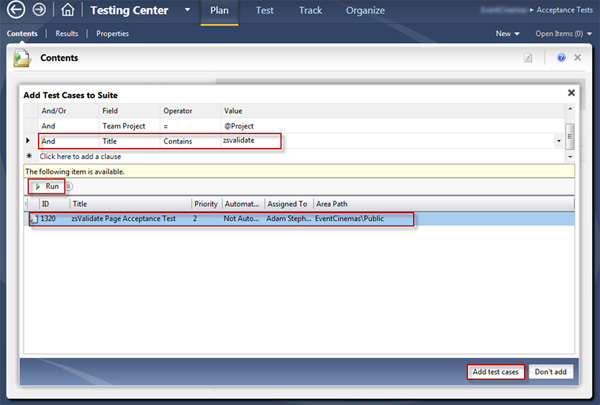 Testing Center Plan Test Track Organize
▸ Acceptance Tests
Contents Results Properties New Open Items (0)
Contents
Add Test Cases to Suite
And/Or Field Operator Value
And Team Project = @Project
And Title Contains zsvalidate
Click here to add a clause
The following item is available.
Run
ID Title Priority Automat... Assigned To Area Path
1320 zsValidate Page Acceptance Test 2 Not Auto... Adam Steph... EventCinemas\Public
Add test cases Don't add